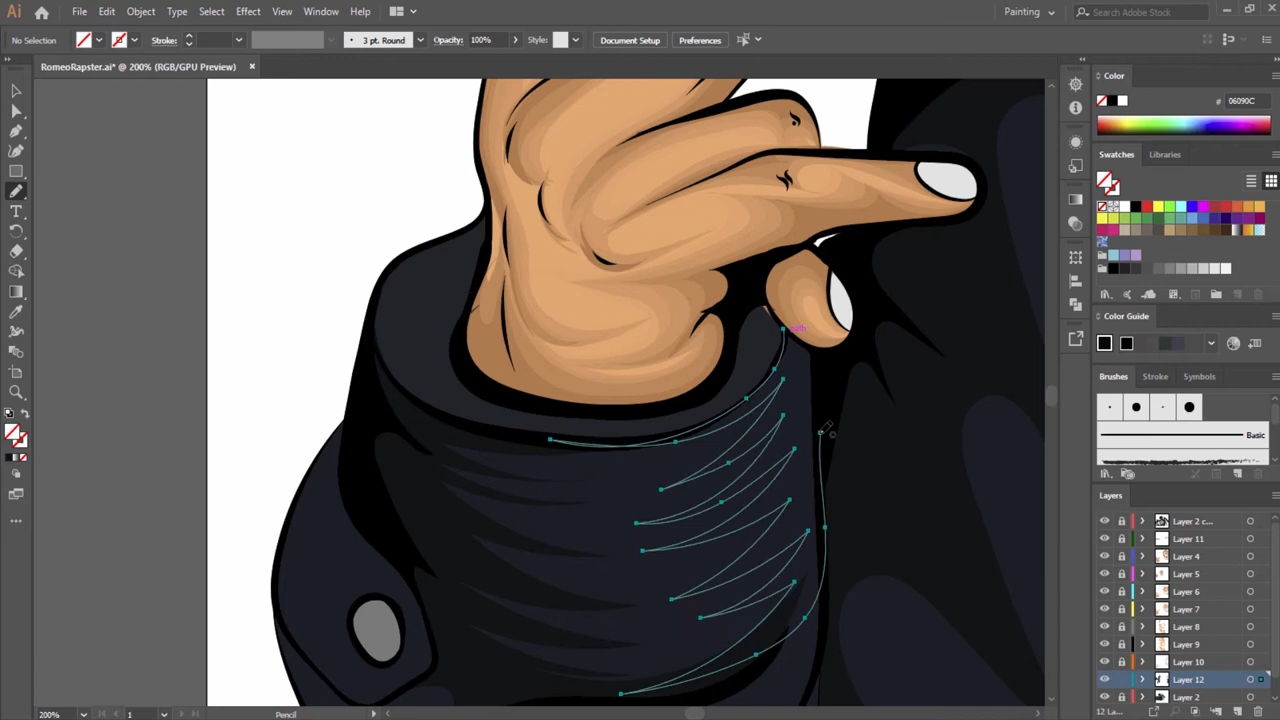 Ai File Edit Object Type Select Effect View Window Help Painting Search Adobe Stock
No Selection Stroke: 3 pt. Round Opacity: 100% Style: Document Setup Preferences
RomeoRapster.ai* @ 200% (RGB/GPU Preview)
Color
# 06090C
Swatches Libraries
path
Color Guide
Brushes Stroke Symbols
Basic
Layers
Layer 2 c...
Layer 11
Layer 4
Layer 5
Layer 6
Layer 7
Layer 8
Layer 9
Layer 10
Layer 12
Layer 2
12 La...
200% 1 Pencil